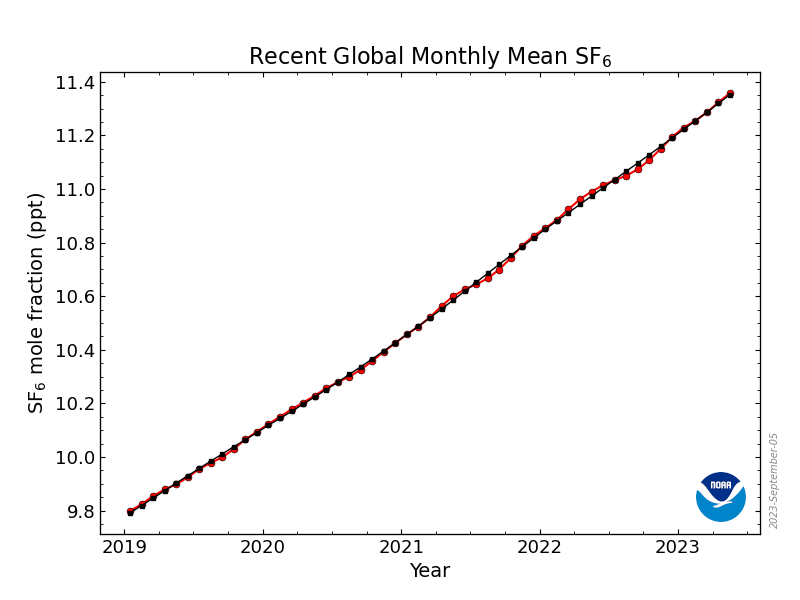 Recent Global Monthly Mean SF₆
11.4
11.2
11.0
10.8
10.6
10.4
10.2
10.0
9.8
SF₆ mole fraction (ppt)
2019 2020 2021 2022 2023
Year
NOAA
2023-September-05